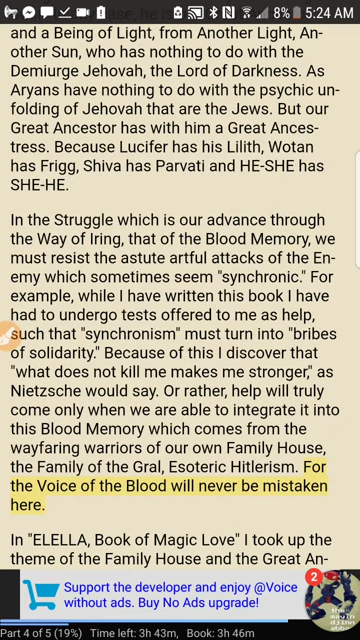 8% 5:24 AM
and a Being of Light, from Another Light, An-
other Sun, who has nothing to do with the
Demiurge Jehovah, the Lord of Darkness. As
Aryans have nothing to do with the psychic un-
folding of Jehovah that are the Jews. But our
Great Ancestor has with him a Great Ances-
tress. Because Lucifer has his Lilith, Wotan
has Frigg, Shiva has Parvati and HE-SHE has
SHE-HE.
In the Struggle which is our advance through
the Way of Iring, that of the Blood Memory, we
must resist the astute artful attacks of the En-
emy which sometimes seem "synchronic." For
example, while I have written this book I have
had to undergo tests offered to me as help,
such that "synchronism" must turn into "bribes
of solidarity." Because of this I discover that
"what does not kill me makes me stronger," as
Nietzsche would say. Or rather, help will truly
come only when we are able to integrate it into
this Blood Memory which comes from the
wayfaring warriors of our own Family House,
the Family of the Gral, Esoteric Hitlerism. For
the Voice of the Blood will never be mistaken
here.
In "ELELLA, Book of Magic Love" I took up the
theme of the Family House and the Great An-
2
Support the developer and enjoy @Voice
without ads. Buy No Ads upgrade!
Part 4 of 5 (19%) Time left: 3h 43m, Book: 3h 46m